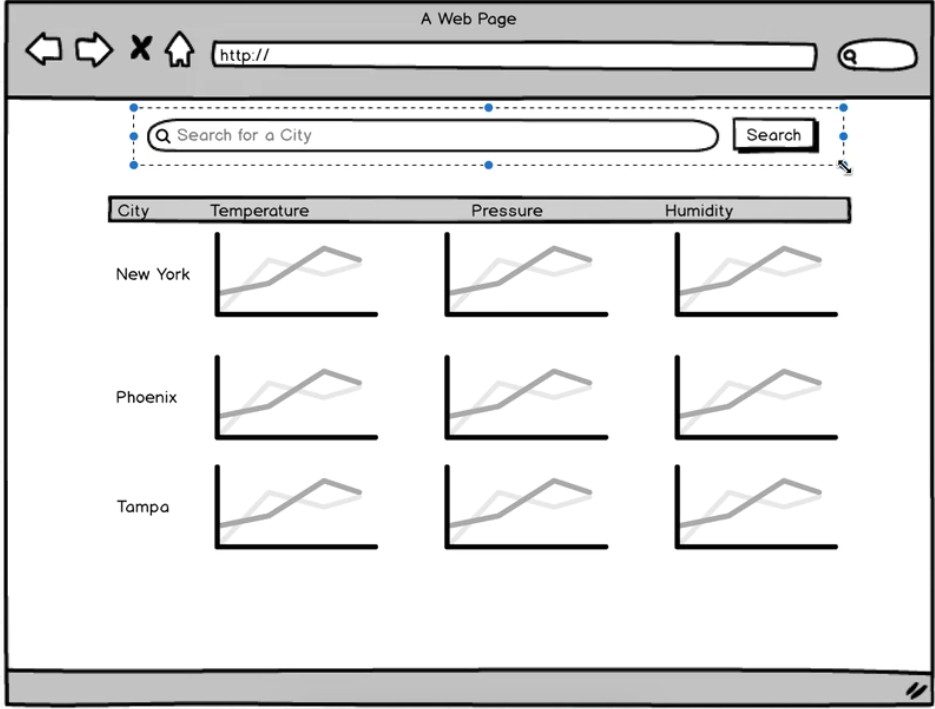 A Web Page
http://
Search for a City
Search
City Temperature Pressure Humidity
New York
Phoenix
Tampa